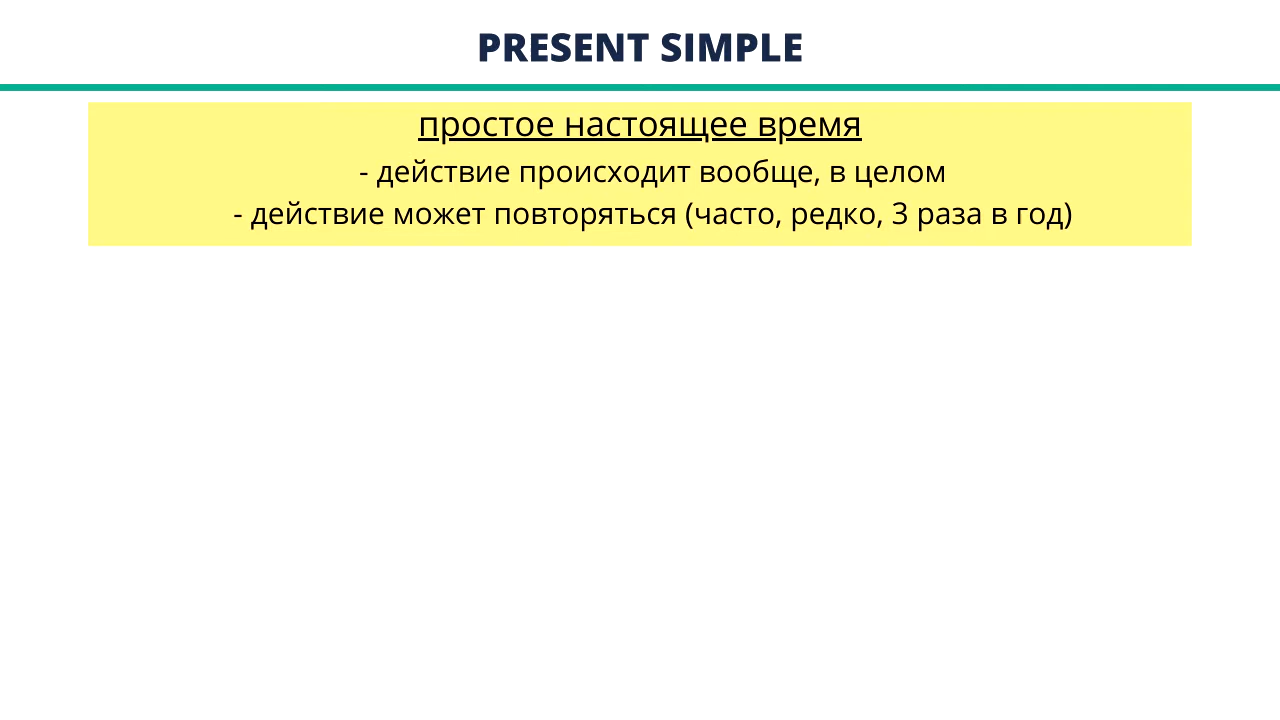 PRESENT SIMPLE
простое настоящее время
- действие происходит вообще, в целом
- действие может повторяться (часто, редко, 3 раза в год)